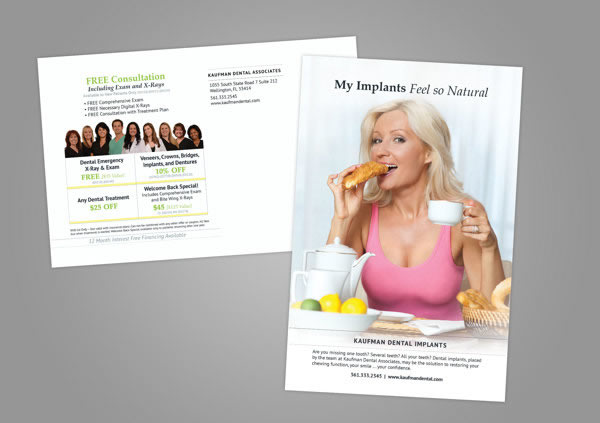 FREE Consultation
Including Exam and X-Rays
• FREE Comprehensive Exam
• FREE Necessary Digital X-Rays
• FREE Consultation with Treatment Plan
KAUFMAN DENTAL ASSOCIATES
1035 South State Road 7 Suite 212
Wellington, FL 33414
561.333.2545
www.kaufmandental.com
Dental Emergency
X-Ray & Exam
FREE
Veneers, Crowns, Bridges,
Implants, and Dentures
10% OFF
Any Dental Treatment
$25 OFF
Welcome Back Special!
Includes Comprehensive Exam
and Bite Wing X-Rays
$45
12 Month Interest Free Financing Available
My Implants Feel so Natural
KAUFMAN DENTAL IMPLANTS
Are you missing one tooth? Several teeth? All your teeth? Dental implants, placed
by the team at Kaufman Dental Associates, may be the solution to restoring your
chewing function, your smile ... your confidence.
561.333.2545 | www.kaufmandental.com